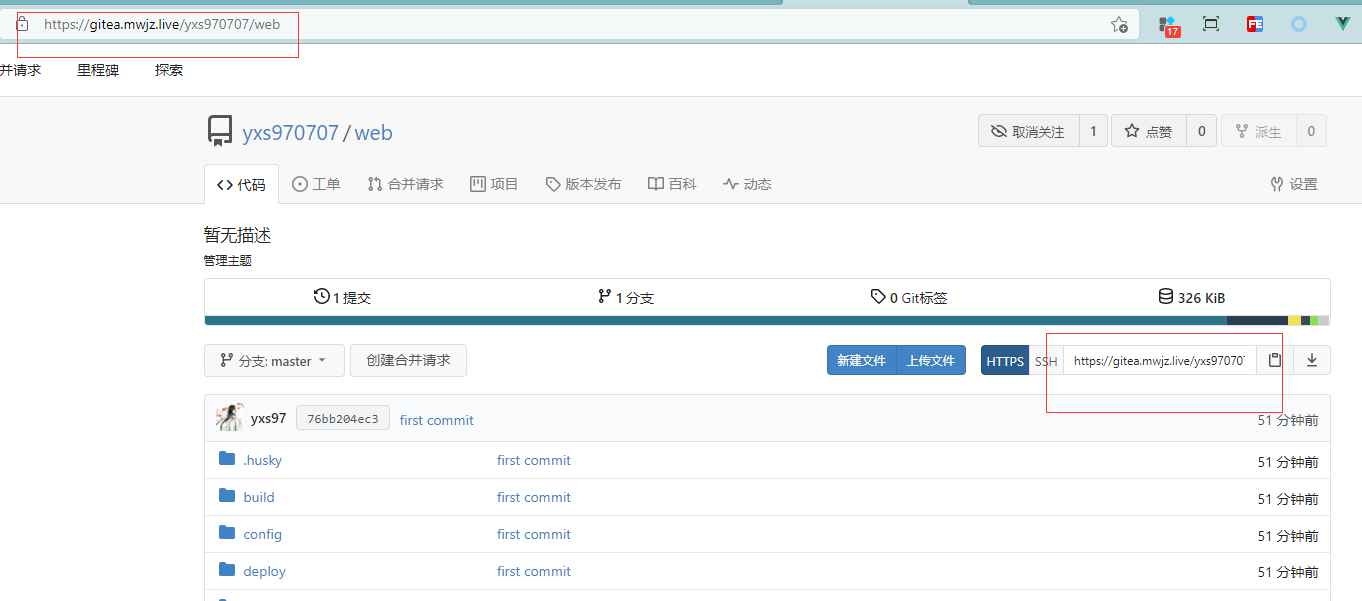 https://gitea.mwjz.live/yxs970707/web
17
FE
并请求 里程碑 探索
yxs970707/web
取消关注 1 点赞 0 派生 0
代码 工单 合并请求 项目 版本发布 百科 动态 设置
暂无描述
管理主题
1 提交 1 分支 0 Git标签 326 KiB
分支: master 创建合并请求 新建文件 上传文件 HTTPS SSH https://gitea.mwjz.live/yxs97070
yxs97 76bb204ec3 first commit 51 分钟前
.husky first commit 51 分钟前
build first commit 51 分钟前
config first commit 51 分钟前
deploy first commit 51 分钟前